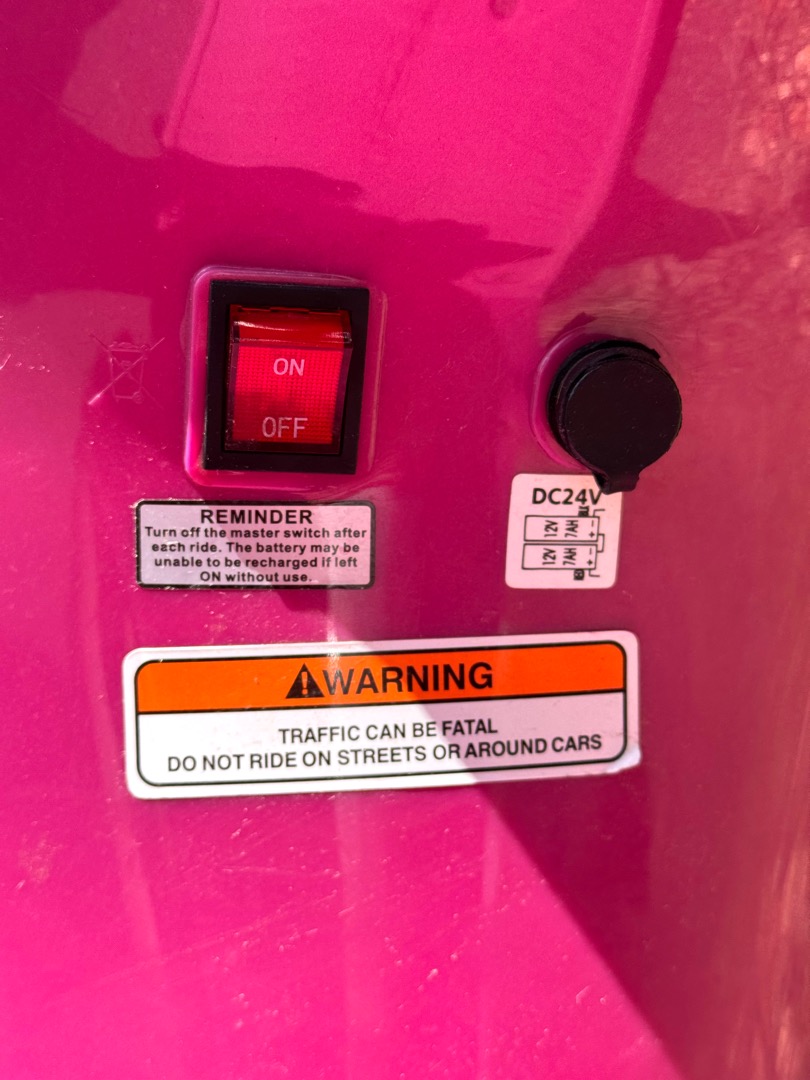 ON
OFF
REMINDER
Turn off the master switch after
each ride. The battery may be
unable to be recharged if left
ON without use.
DC24V
12V 7AH
12V 7AH
WARNING
TRAFFIC CAN BE FATAL
DO NOT RIDE ON STREETS OR AROUND CARS